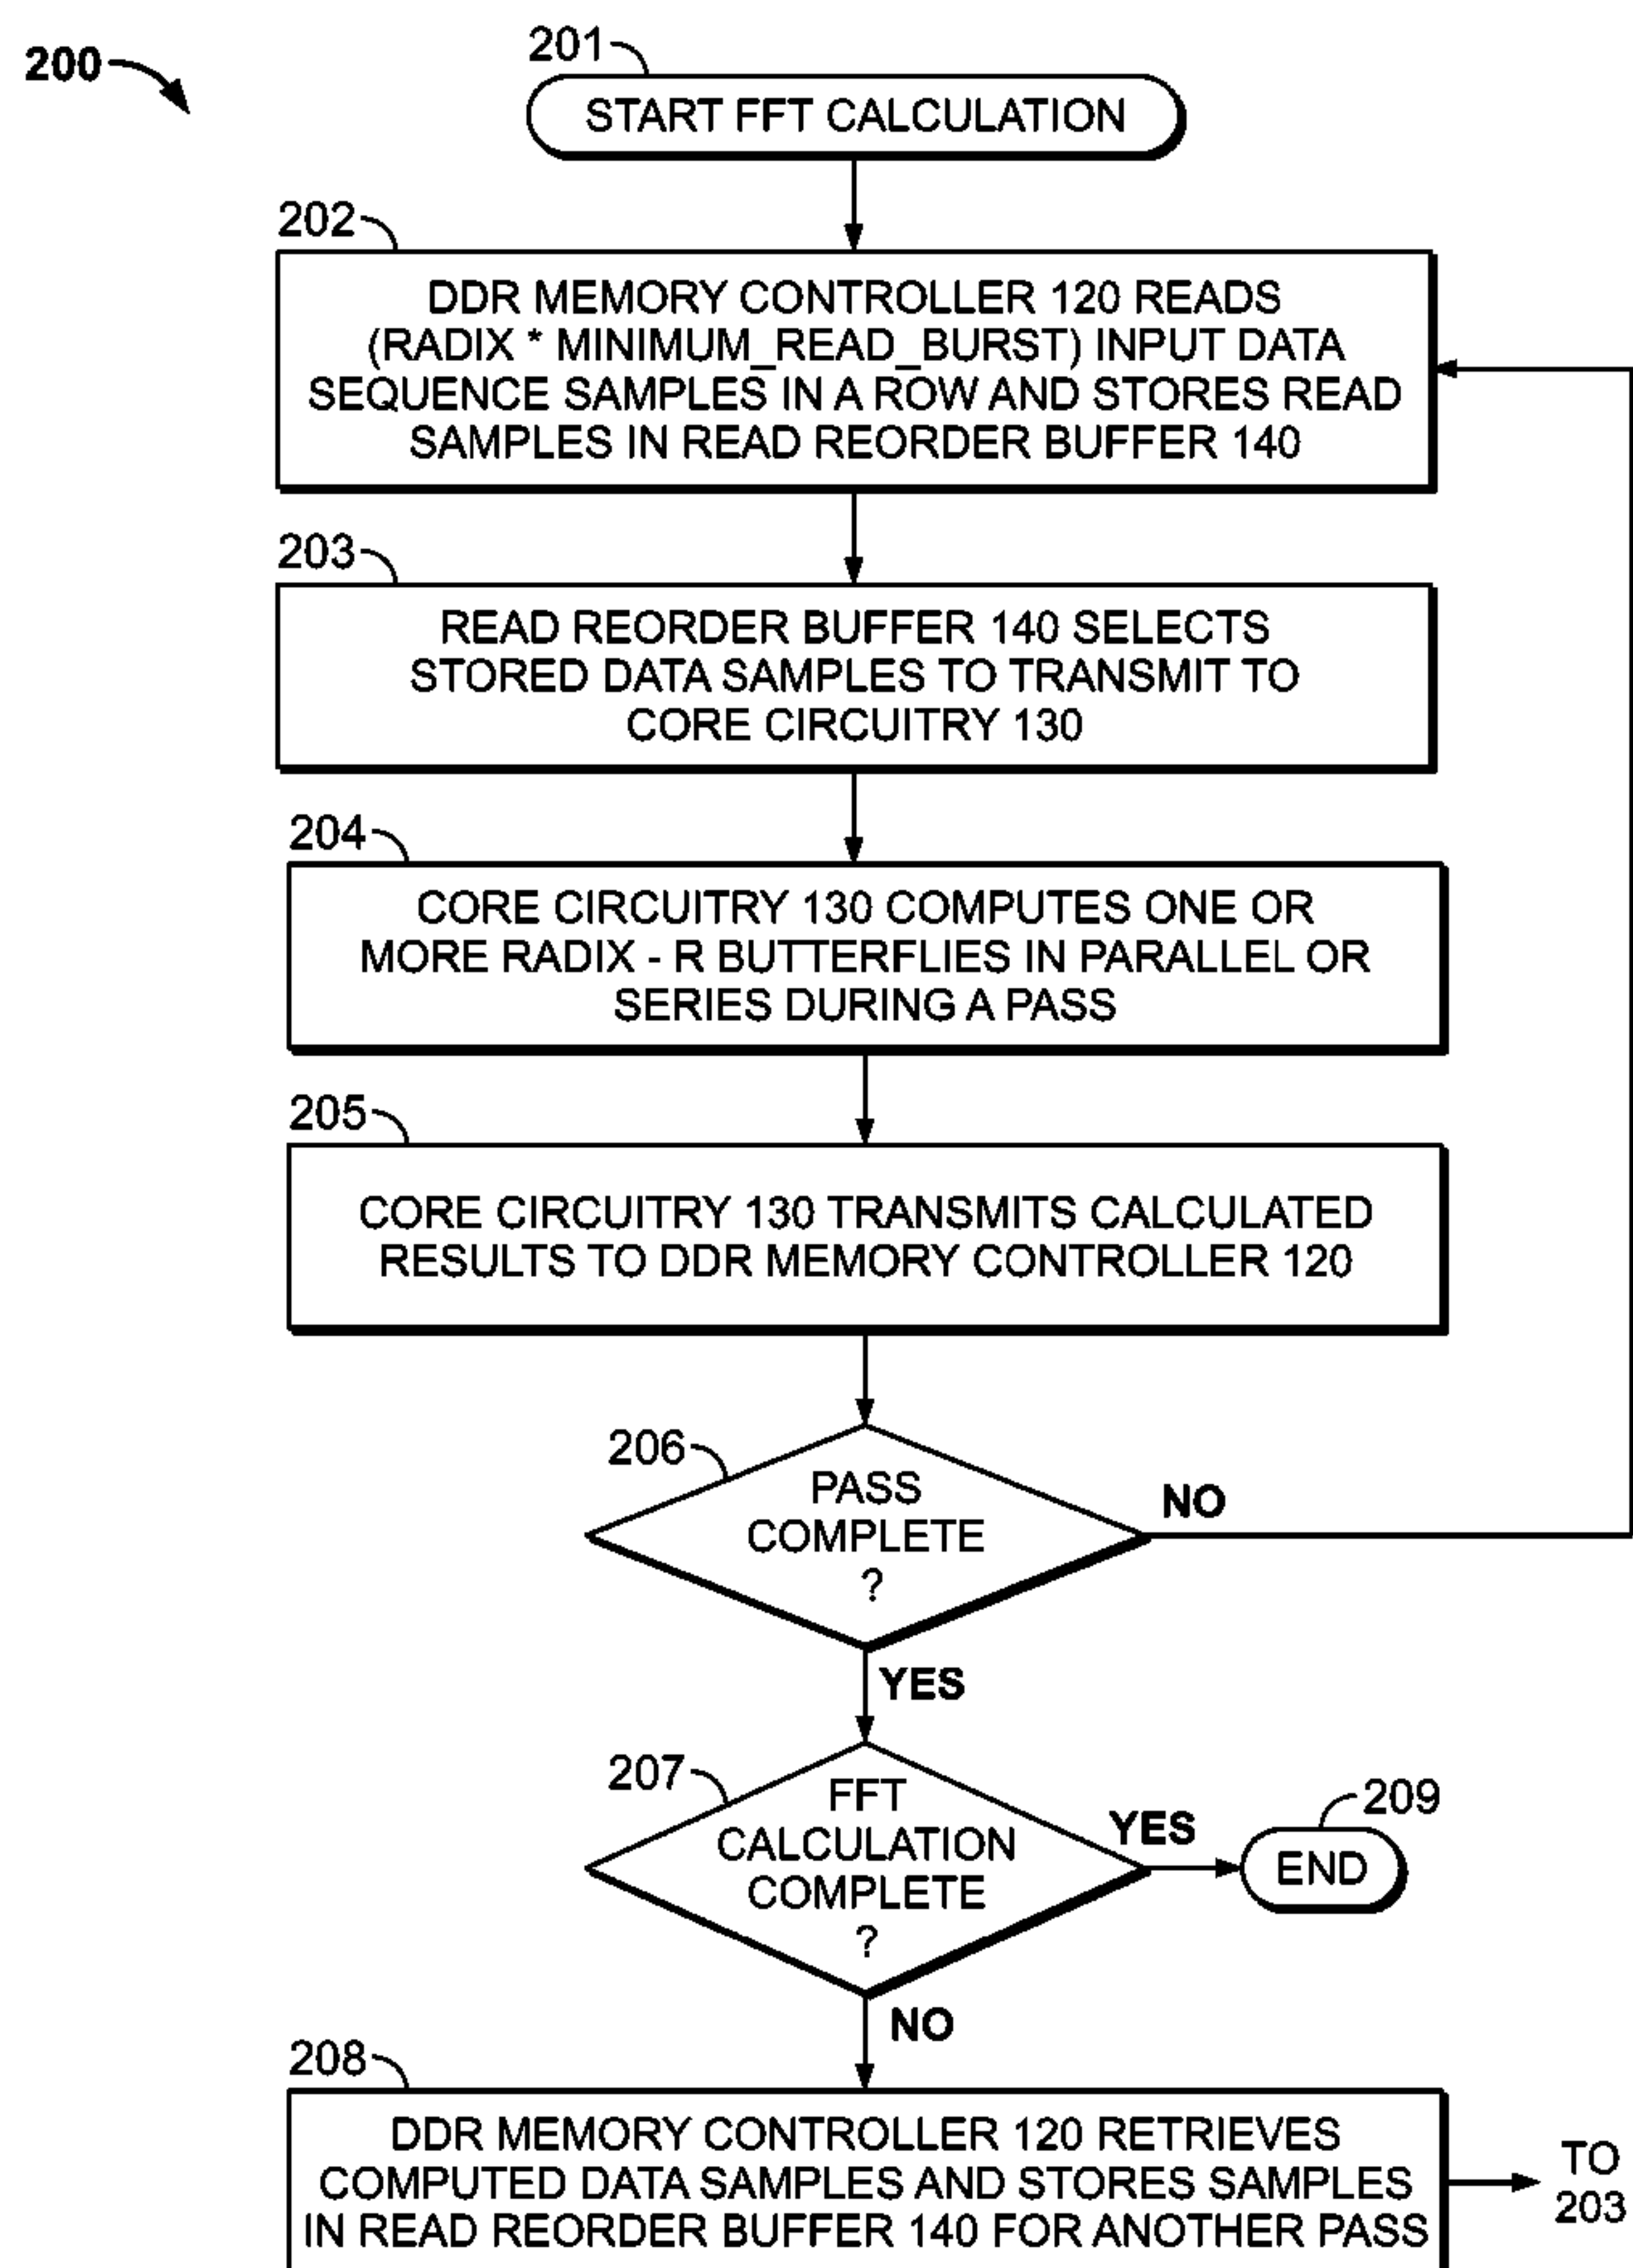 200
201
START FFT CALCULATION
202
DDR MEMORY CONTROLLER 120 READS
(RADIX * MINIMUM_READ_BURST) INPUT DATA
SEQUENCE SAMPLES IN A ROW AND STORES READ
SAMPLES IN READ REORDER BUFFER 140
203
READ REORDER BUFFER 140 SELECTS
STORED DATA SAMPLES TO TRANSMIT TO
CORE CIRCUITRY 130
204
CORE CIRCUITRY 130 COMPUTES ONE OR
MORE RADIX - R BUTTERFLIES IN PARALLEL OR
SERIES DURING A PASS
205
CORE CIRCUITRY 130 TRANSMITS CALCULATED
RESULTS TO DDR MEMORY CONTROLLER 120
206
PASS
COMPLETE
?
NO
YES
207
FFT
CALCULATION
COMPLETE
?
YES
209
END
NO
208
DDR MEMORY CONTROLLER 120 RETRIEVES
COMPUTED DATA SAMPLES AND STORES SAMPLES
IN READ REORDER BUFFER 140 FOR ANOTHER PASS
TO
203